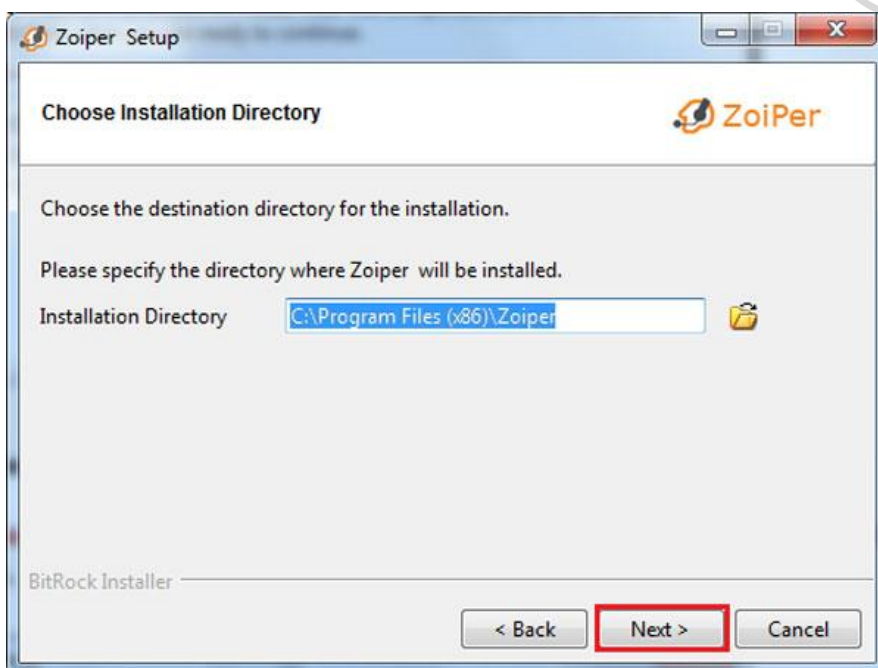 Zoiper Setup
Choose Installation Directory
ZoiPer
Choose the destination directory for the installation.
Please specify the directory where Zoiper will be installed.
Installation Directory C:\Program Files (x86)\Zoiper
BitRock Installer
< Back Next > Cancel